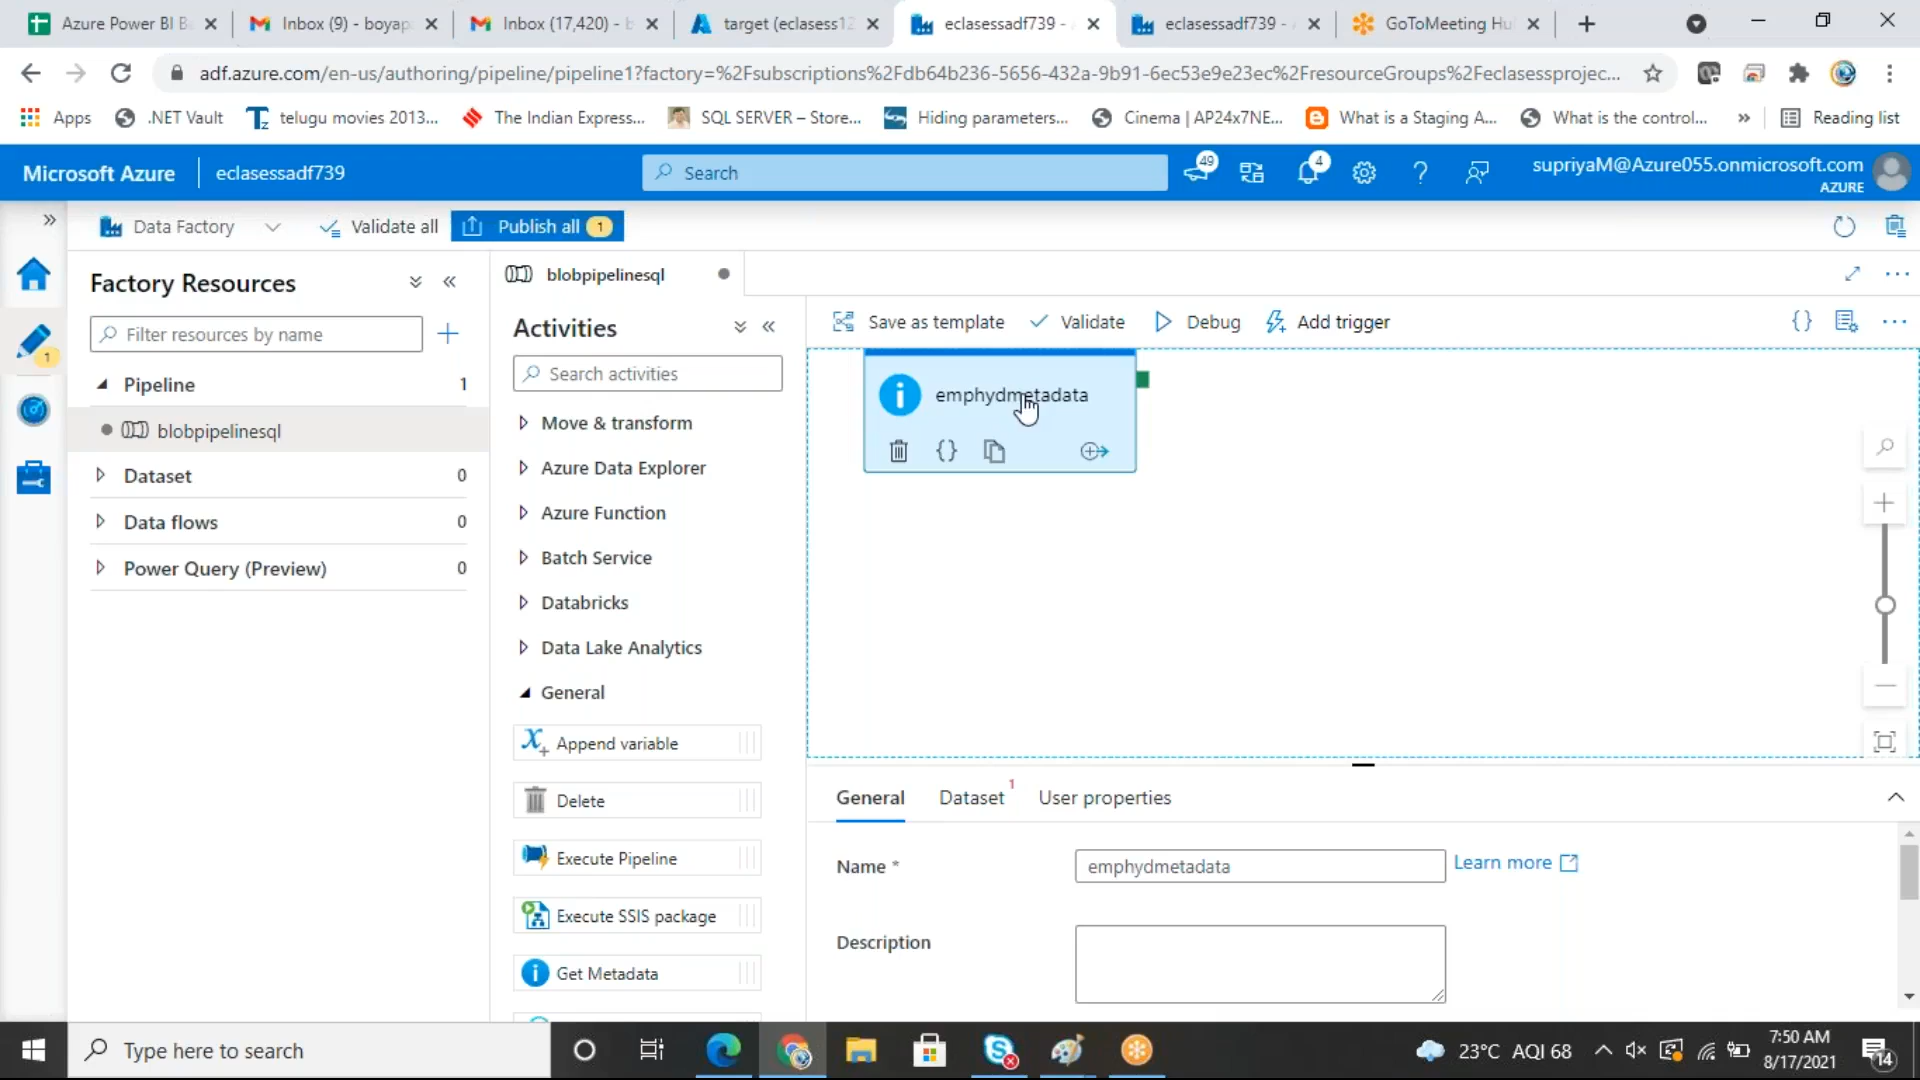 Azure Power BI B
Inbox (9) - boyap
Inbox (17,420) - b
target (eclasess12
eclasessadf739 -
eclasessadf739 - A
GoToMeeting Hu
adf.azure.com/en-us/authoring/pipeline/pipeline1?factory=%2Fsubscriptions%2Fdb64b236-5656-432a-9b91-6ec53e9e23ec%2FresourceGroups%2Feclasessprojec...
Apps
.NET Vault
telugu movies 2013...
The Indian Express...
SQL SERVER – Store...
Hiding parameters...
Cinema | AP24x7NE...
What is a Staging A...
What is the control...
»
Reading list
Microsoft Azure
eclasessadf739
Search
49
4
supriyaM@Azure055.onmicrosoft.com
AZURE
Data Factory
Validate all
Publish all 1
Factory Resources
Filter resources by name
1
Pipeline 1
blobpipelinesql
Dataset 0
Data flows 0
Power Query (Preview) 0
blobpipelinesql
Activities
Search activities
Move & transform
Azure Data Explorer
Azure Function
Batch Service
Databricks
Data Lake Analytics
General
Append variable
Delete
Execute Pipeline
Execute SSIS package
Get Metadata
Save as template
Validate
Debug
Add trigger
emphydmetadata
General
Dataset 1
User properties
Name *
emphydmetadata
Learn more
Description
Type here to search
23°C AQI 68
7:50 AM
8/17/2021
14